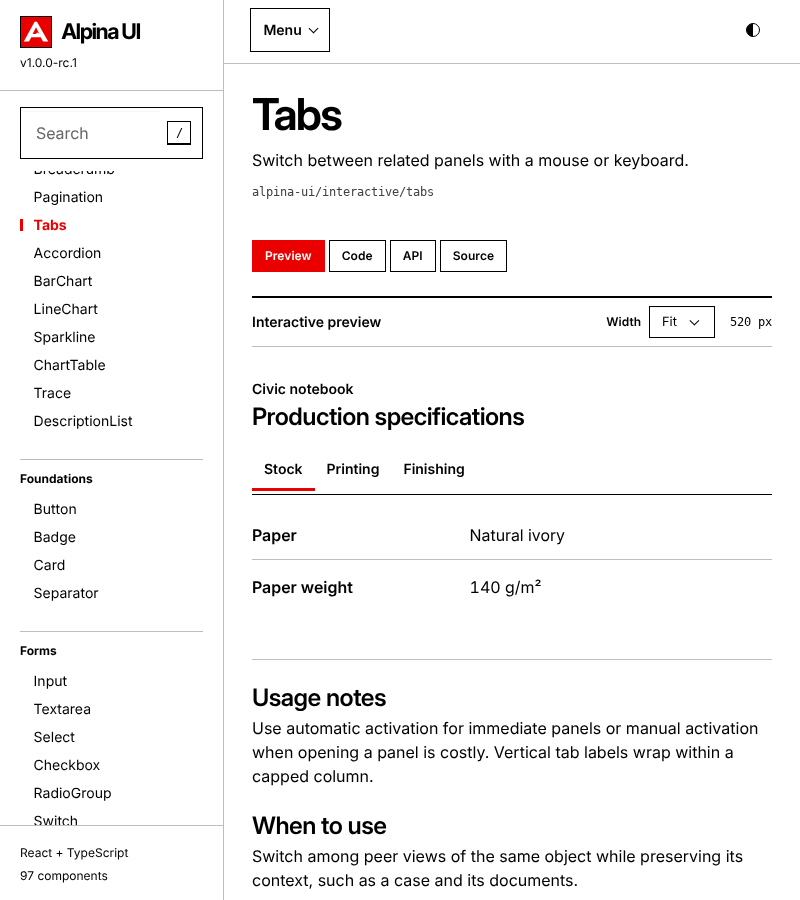 Alpina UI
v1.0.0-rc.1
Search /
Breadcrumb
Pagination
Tabs
Accordion
BarChart
LineChart
Sparkline
ChartTable
Trace
DescriptionList
Foundations
Button
Badge
Card
Separator
Forms
Input
Textarea
Select
Checkbox
RadioGroup
Switch
React + TypeScript
97 components
Menu
Tabs
Switch between related panels with a mouse or keyboard.
alpina-ui/interactive/tabs
Preview Code API Source
Interactive preview Width Fit 520 px
Civic notebook
Production specifications
Stock Printing Finishing
Paper Natural ivory
Paper weight 140 g/m²
Usage notes
Use automatic activation for immediate panels or manual activation
when opening a panel is costly. Vertical tab labels wrap within a
capped column.
When to use
Switch among peer views of the same object while preserving its
context, such as a case and its documents.